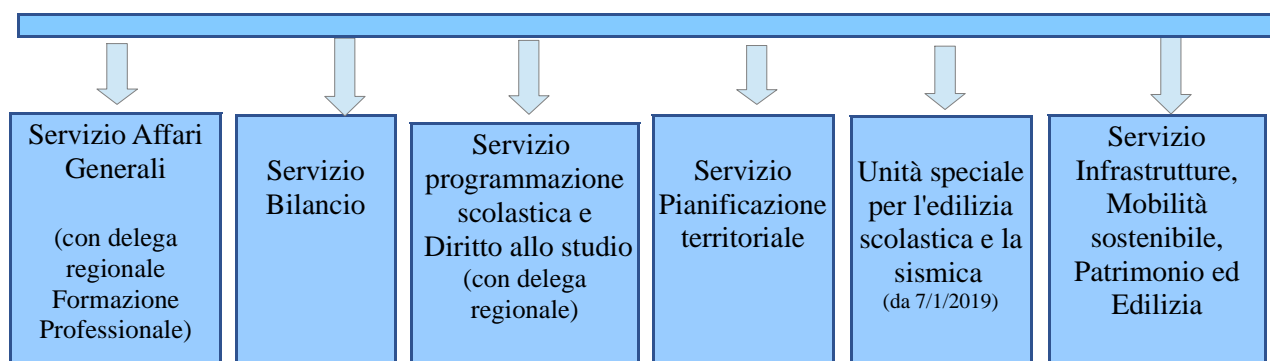 Servizio Affari
Generali
(con delega
regionale
Formazione
Professionale)
Servizio
Bilancio
Servizio
programmazione
scolastica e
Diritto allo studio
(con delega
regionale)
Servizio
Pianificazione
territoriale
Unità speciale
per l'edilizia
scolastica e la
sismica
(da 7/1/2019)
Servizio
Infrastrutture,
Mobilità
sostenibile,
Patrimonio ed
Edilizia